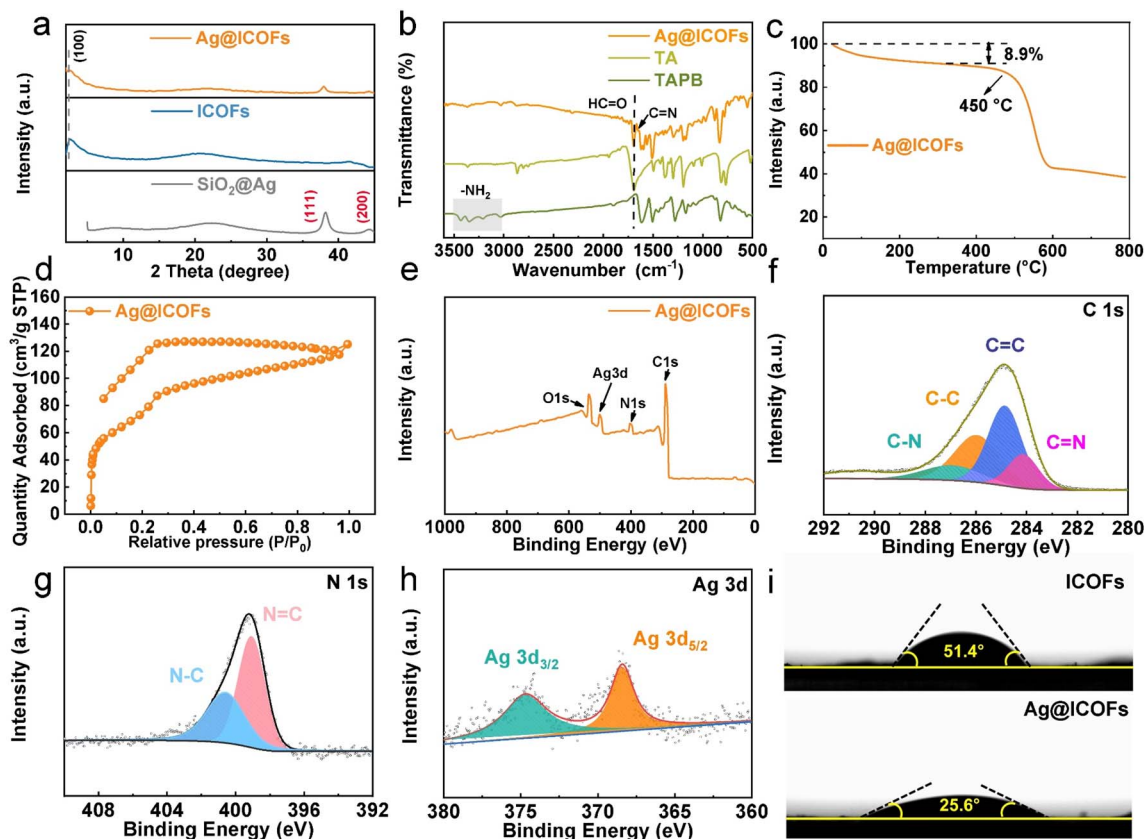 a
(100)
Ag@ICOFs
ICOFs
SiO₂@Ag
(111)
(200)
Intensity (a.u.)
10 20 30 40
2 Theta (degree)
b
Ag@ICOFs
TA
TAPB
HC=O
C=N
-NH₂
Transmittance (%)
3600 3000 1500 1000 500
Wavenumber (cm⁻¹)
c
100
80
60
40
20
8.9%
450 °C
Ag@ICOFs
Intensity (a.u.)
0 200 400 600 800
Temperature (°C)
d
160
140
120
100
80
60
40
20
0
Ag@ICOFs
Quantity Adsorbed (cm³/g STP)
0.0 0.2 0.4 0.6 0.8 1.0
Relative pressure (P/P₀)
e
Ag@ICOFs
C1s
Ag3d
O1s
N1s
Intensity (a.u.)
1000 800 600 400 200 0
Binding Energy (eV)
f
C 1s
C=C
C-C
C-N
C=N
Intensity (a.u.)
292 290 288 286 284 282 280
Binding Energy (eV)
g
N 1s
N=C
N-C
Intensity (a.u.)
408 404 400 396 392
Binding Energy (eV)
h
Ag 3d
Ag 3d₃/₂
Ag 3d₅/₂
Intensity (a.u.)
380 375 370 365 360
Binding Energy (eV)
i
ICOFs
51.4°
Ag@ICOFs
25.6°